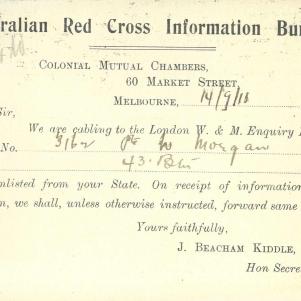 ralian Red Cross Information Bu
Colonial Mutual Chambers,
60 Market Street,
Melbourne, 14/9/18
Sir,
We are cabling to the London W. & M. Enquiry
No. 3162 Pte W Morgan
43 Bn
nlisted from your State. On receipt of information
n, we shall, unless otherwise instructed, forward same
Yours faithfully,
J. BEACHAM KIDDLE,
Hon Secre